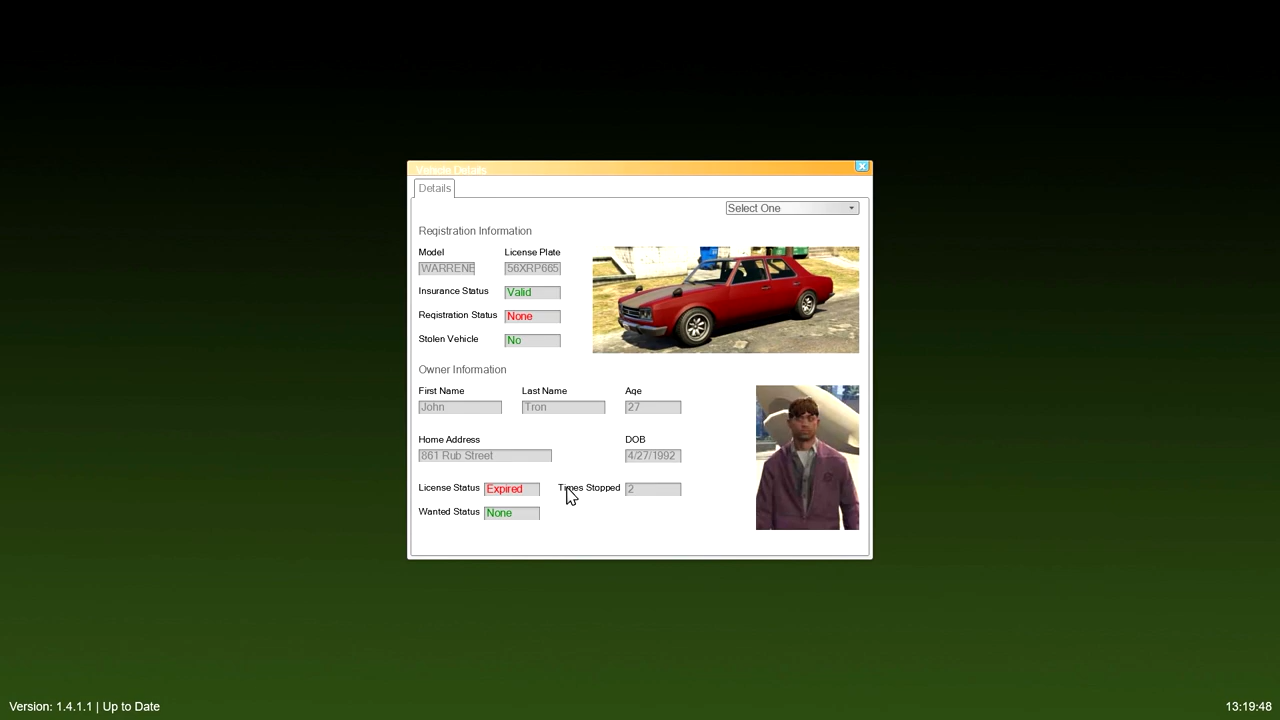 Vehicle Details
Details
Select One
Registration Information
Model License Plate
WARRENE 56XRP665
Insurance Status Valid
Registration Status None
Stolen Vehicle No
Owner Information
First Name Last Name Age
John Tron 27
Home Address DOB
861 Rub Street 4/27/1992
License Status Expired Times Stopped 2
Wanted Status None
Version: 1.4.1.1 | Up to Date 13:19:48